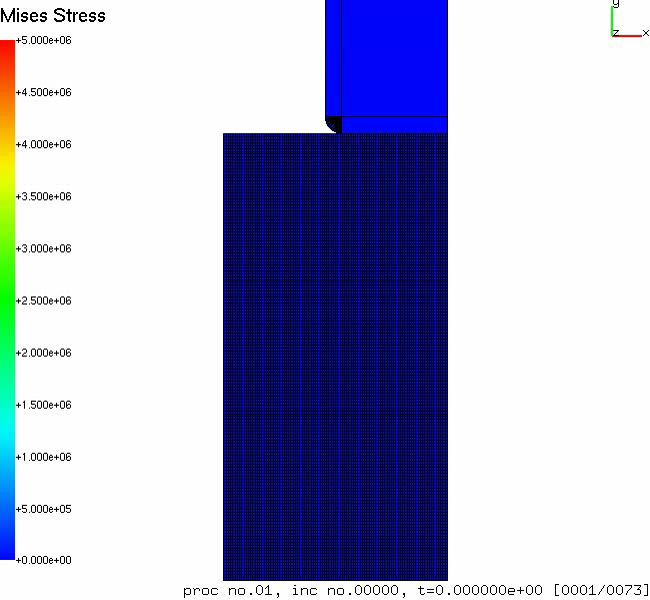 Mises Stress
y
z x
+5.000e+06
+4.500e+06
+4.000e+06
+3.500e+06
+3.000e+06
+2.500e+06
+2.000e+06
+1.500e+06
+1.000e+06
+5.000e+05
+0.000e+00
proc no.01, inc no.00000, t=0.000000e+00 [0001/0073]